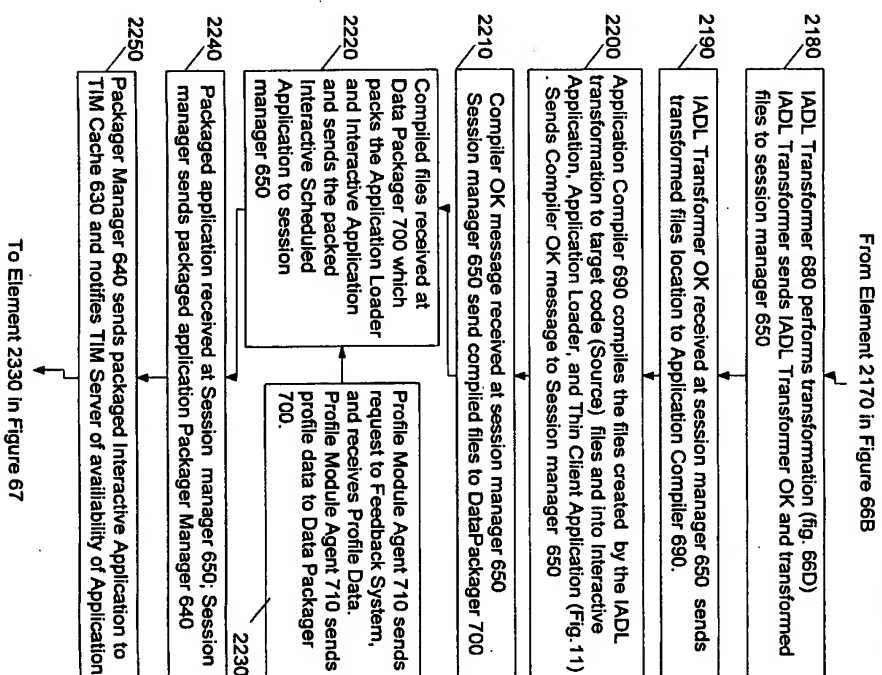 From Element 2170 in Figure 66B
2180
IADL Transformer 680 performs transformation (fig. 66D)
IADL Transformer sends IADL Transformer OK and transformed
files to session manager 650
2190
IADL Transformer OK received at session manager 650 sends
transformed files location to Application Compiler 690.
2200
Application Compiler 690 compiles the files created by the IADL
transformation to target code (Source) files and into Interactive
Application, Application Loader, and Thin Client Application (Fig.11)
. Sends Compiler OK message to Session manager 650
2210
Compiler OK message received at session manager 650
Session manager 650 send compiled files to DataPackager 700
2220
Compiled files received at
Data Packager 700 which
packs the Application Loader
and Interactive Application
and sends the packed
Interactive Scheduled
Application to session
manager 650
Profile Module Agent 710 sends
request to Feedback System,
and receives Profile Data.
Profile Module Agent 710 sends
profile data to Data Packager
700.
2230
2240
Packaged application received at Session manager 650; Session
manager sends packaged application Packager Manager 640
2250
Packager Manager 640 sends packaged Interactive Application to
TIM Cache 630 and notifies TIM Server of availiability of Application
To Element 2330 in Figure 67